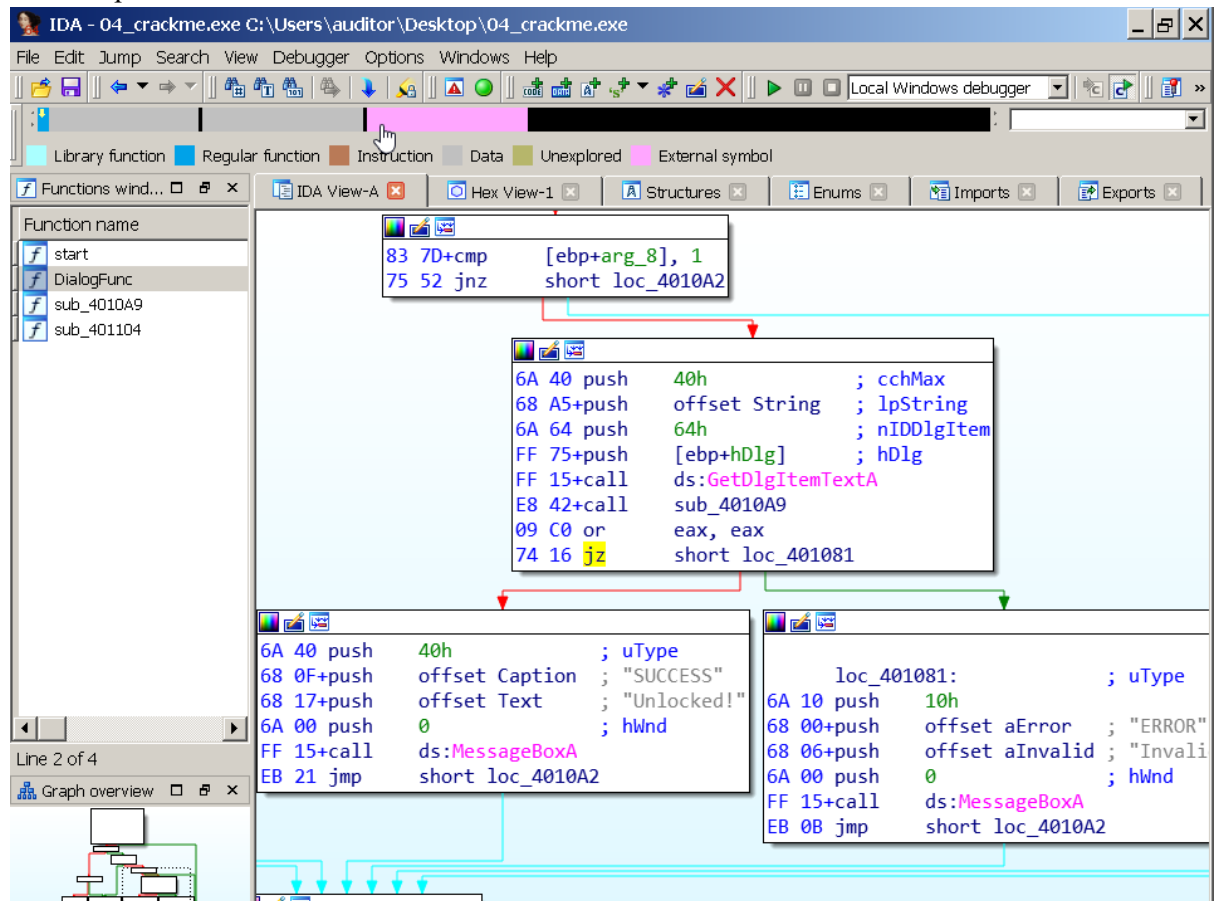 IDA - 04_crackme.exe C:\Users\auditor\Desktop\04_crackme.exe
File Edit Jump Search View Debugger Options Windows Help
Local Windows debugger
Library function Regular function Instruction Data Unexplored External symbol
Functions wind... IDA View-A Hex View-1 Structures Enums Imports Exports
Function name
start
DialogFunc
sub_4010A9
sub_401104
83 7D+cmp [ebp+arg_8], 1
75 52 jnz short loc_4010A2
6A 40 push 40h ; cchMax
68 A5+push offset String ; lpString
6A 64 push 64h ; nIDDlgItem
FF 75+push [ebp+hDlg] ; hDlg
FF 15+call ds:GetDlgItemTextA
E8 42+call sub_4010A9
09 C0 or eax, eax
74 16 jz short loc_401081
6A 40 push 40h ; uType
68 0F+push offset Caption ; "SUCCESS"
68 17+push offset Text ; "Unlocked!"
6A 00 push 0 ; hWnd
FF 15+call ds:MessageBoxA
EB 21 jmp short loc_4010A2
loc_401081: ; uType
6A 10 push 10h
68 00+push offset aError ; "ERROR"
68 06+push offset aInvalid ; "Invali
6A 00 push 0 ; hWnd
FF 15+call ds:MessageBoxA
EB 0B jmp short loc_4010A2
Line 2 of 4
Graph overview